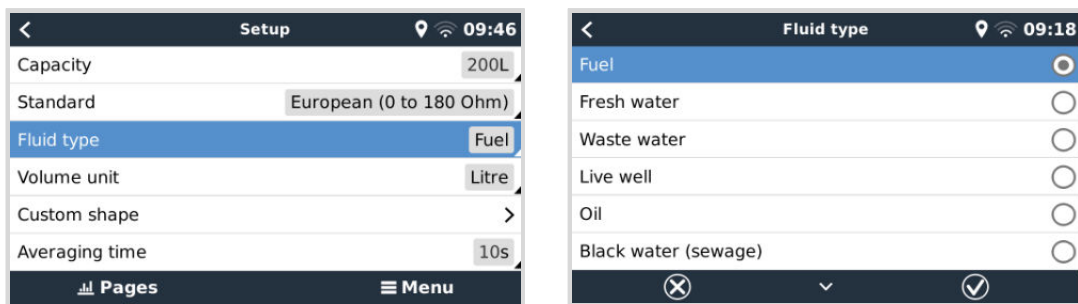 Setup 09:46
Capacity 200L
Standard European (0 to 180 Ohm)
Fluid type Fuel
Volume unit Litre
Custom shape
Averaging time 10s
Pages Menu
Fluid type 09:18
Fuel
Fresh water
Waste water
Live well
Oil
Black water (sewage)